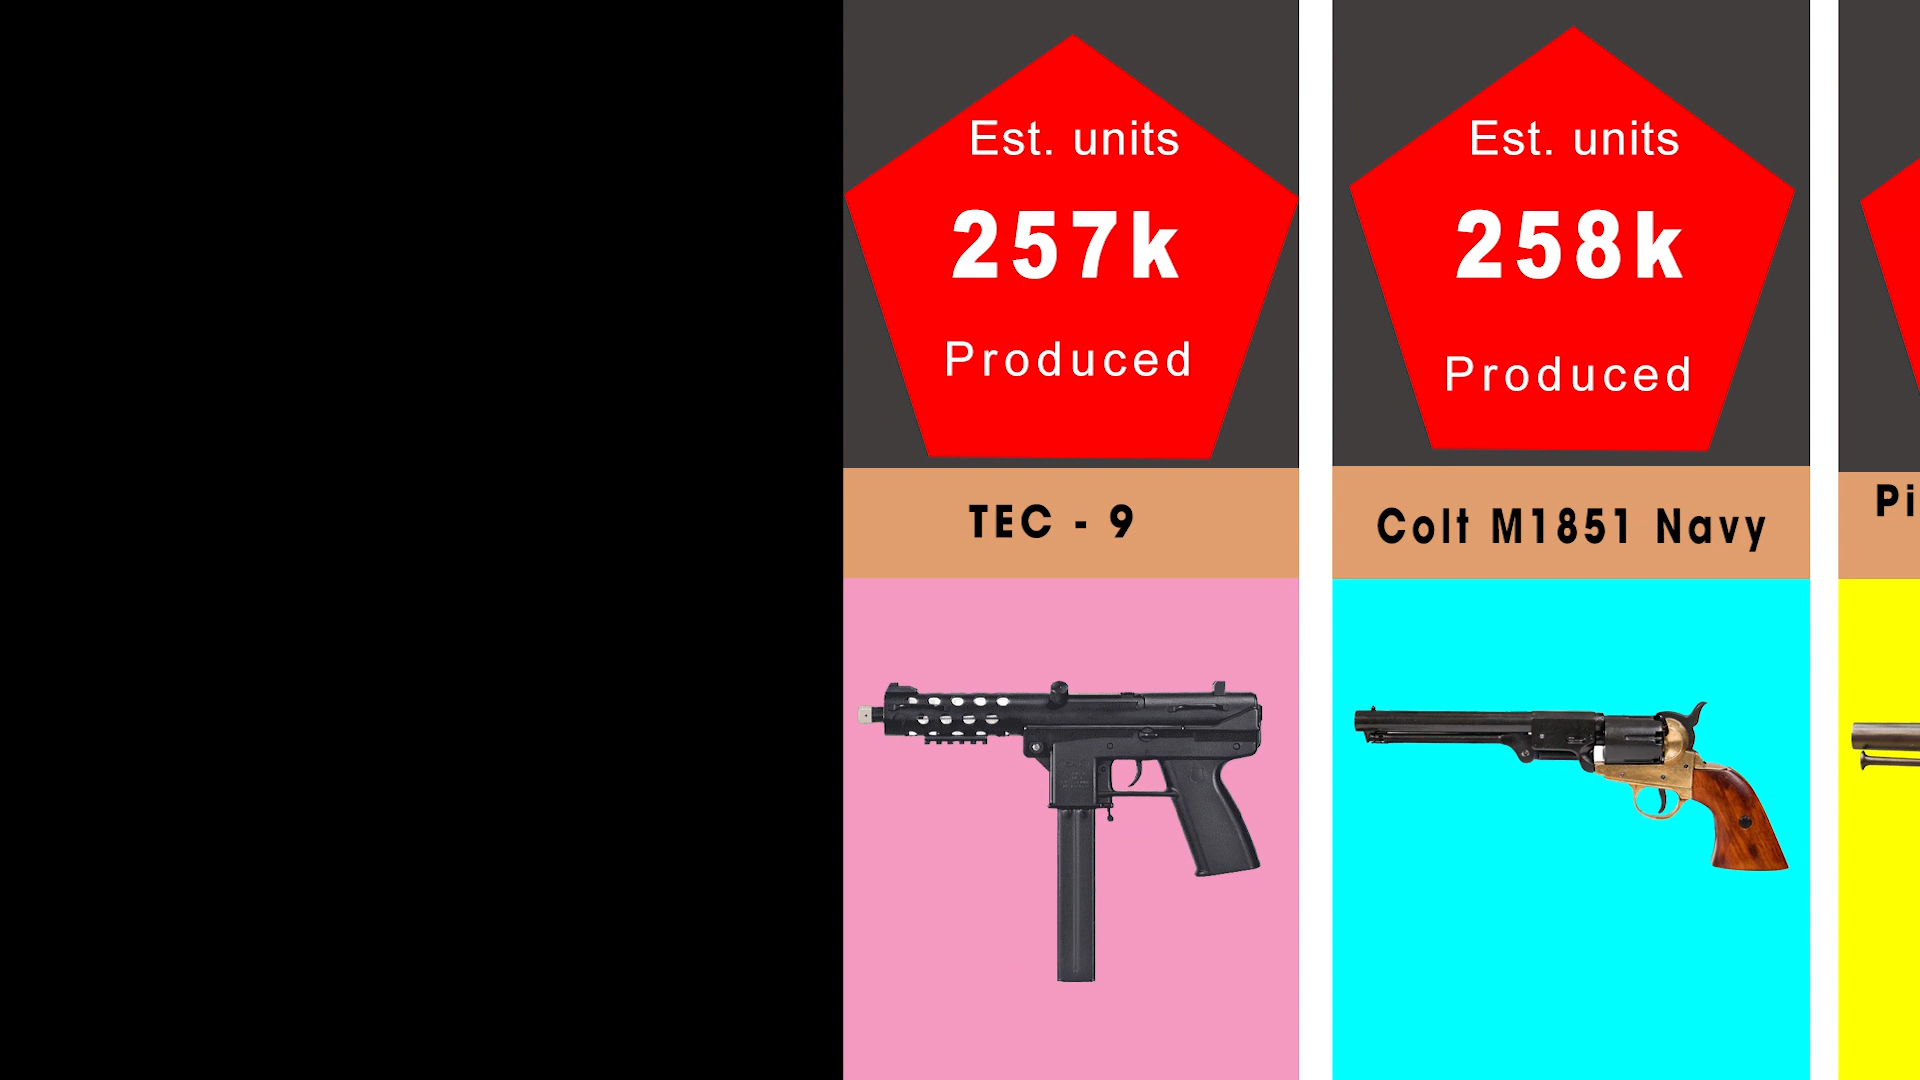 Est. units
257k
Produced
TEC - 9
Est. units
258k
Produced
Colt M1851 Navy
Pi